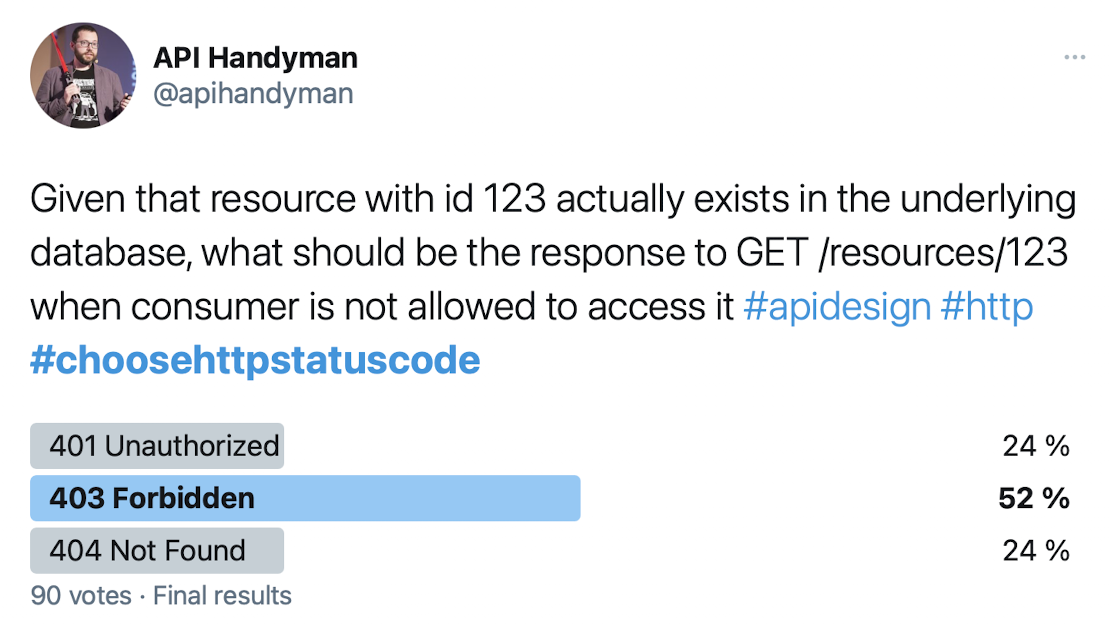 API Handyman
@apihandyman
Given that resource with id 123 actually exists in the underlying
database, what should be the response to GET /resources/123
when consumer is not allowed to access it #apidesign #http
#choosehttpstatuscode
401 Unauthorized 24 %
403 Forbidden 52 %
404 Not Found 24 %
90 votes · Final results